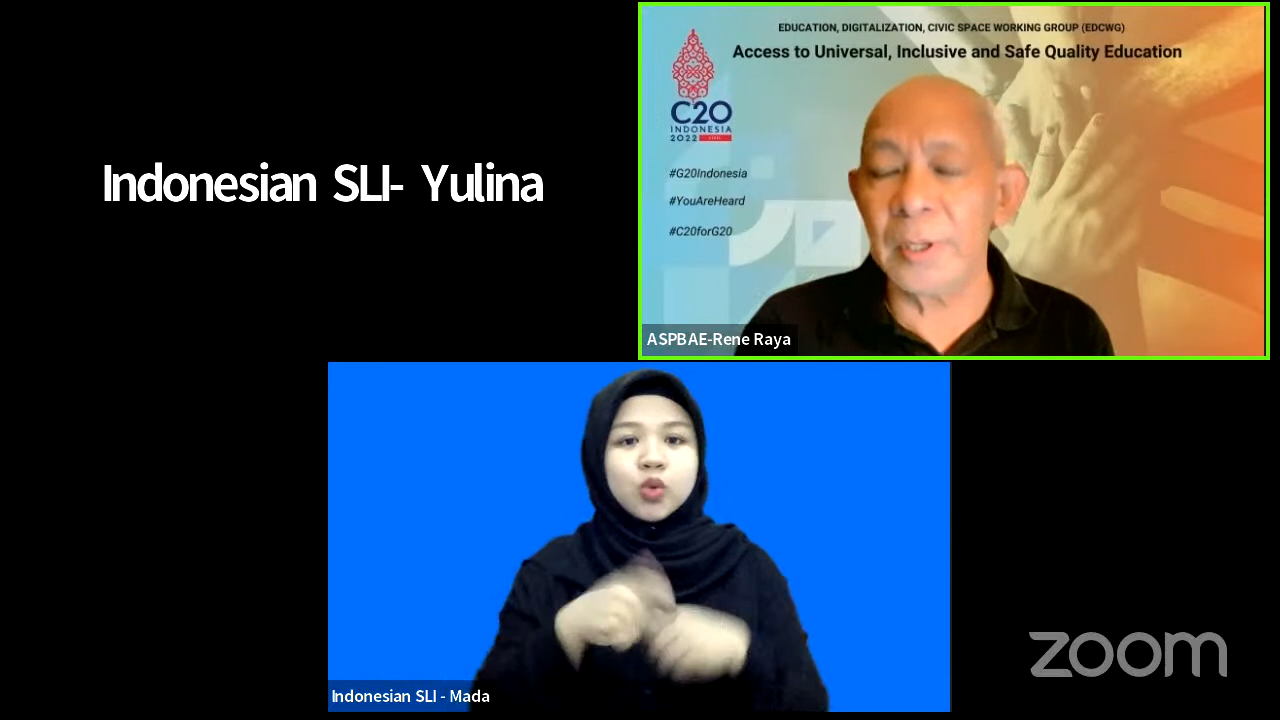 Indonesian SLI- Yulina
EDUCATION, DIGITALIZATION, CIVIC SPACE WORKING GROUP (EDCWG)
Access to Universal, Inclusive and Safe Quality Education
C20
INDONESIA
2022
#G20Indonesia
#YouAreHeard
#C20forG20
ASPBAE-Rene Raya
Indonesian SLI - Mada
zoom